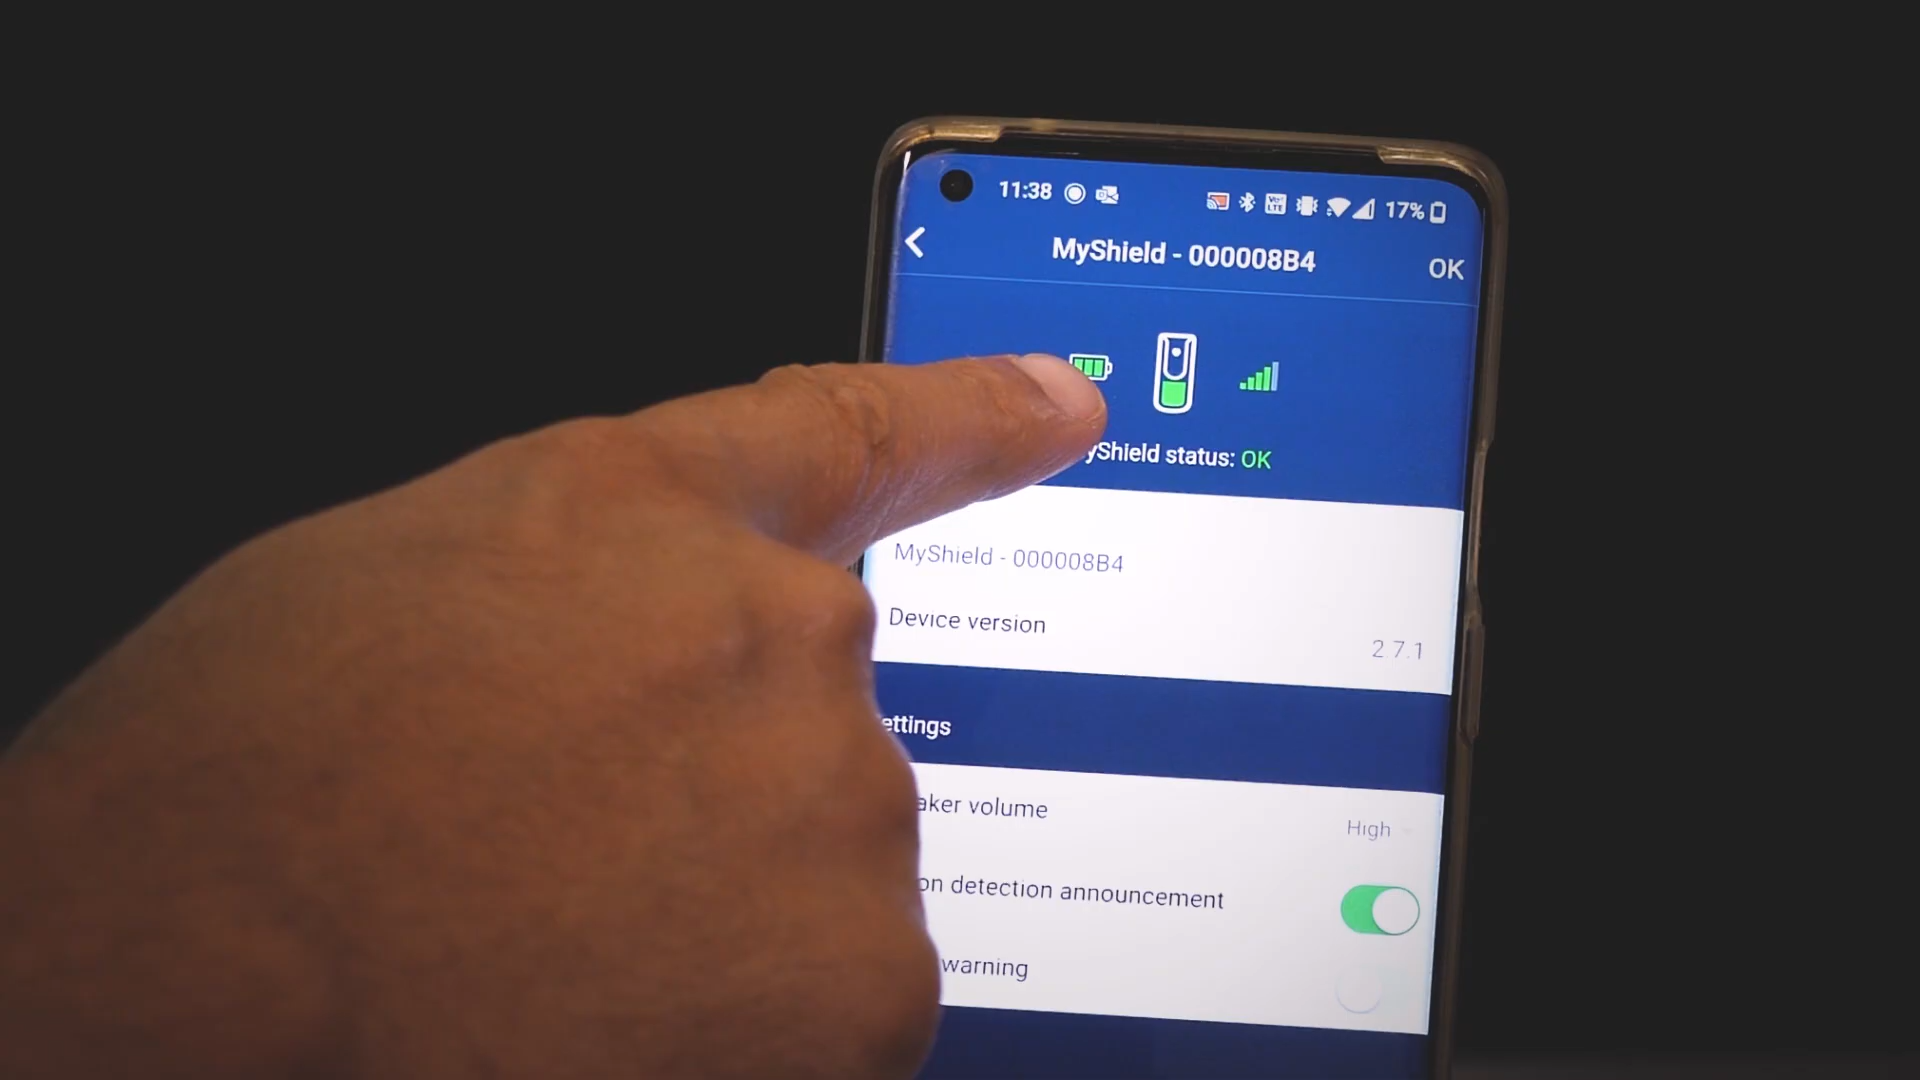 11:38 VoLTE 17%
MyShield - 000008B4 OK
yShield status: OK
MyShield - 000008B4
Device version
2.7.1
ettings
aker volume
High
on detection announcement
warning